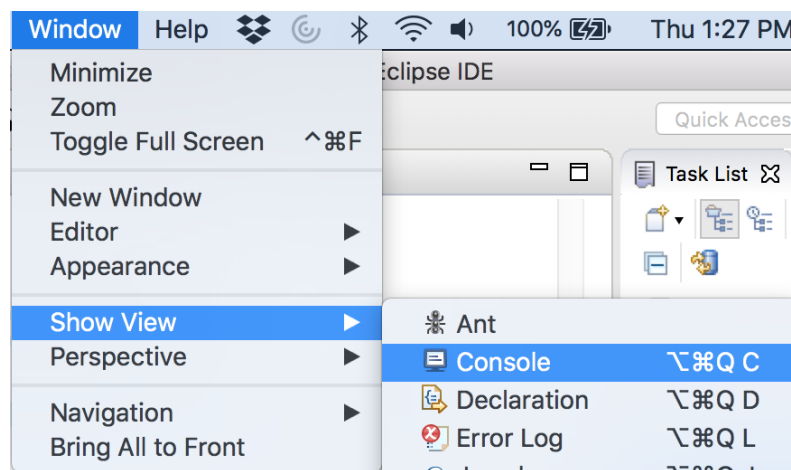 Window Help 100% Thu 1:27 PM
Eclipse IDE
Minimize
Zoom
Toggle Full Screen ^⌘F
Quick Acces
Task List
New Window
Editor
Appearance
Show View
Perspective
Navigation
Bring All to Front
Ant
Console ⌥⌘Q C
Declaration ⌥⌘Q D
Error Log ⌥⌘Q L